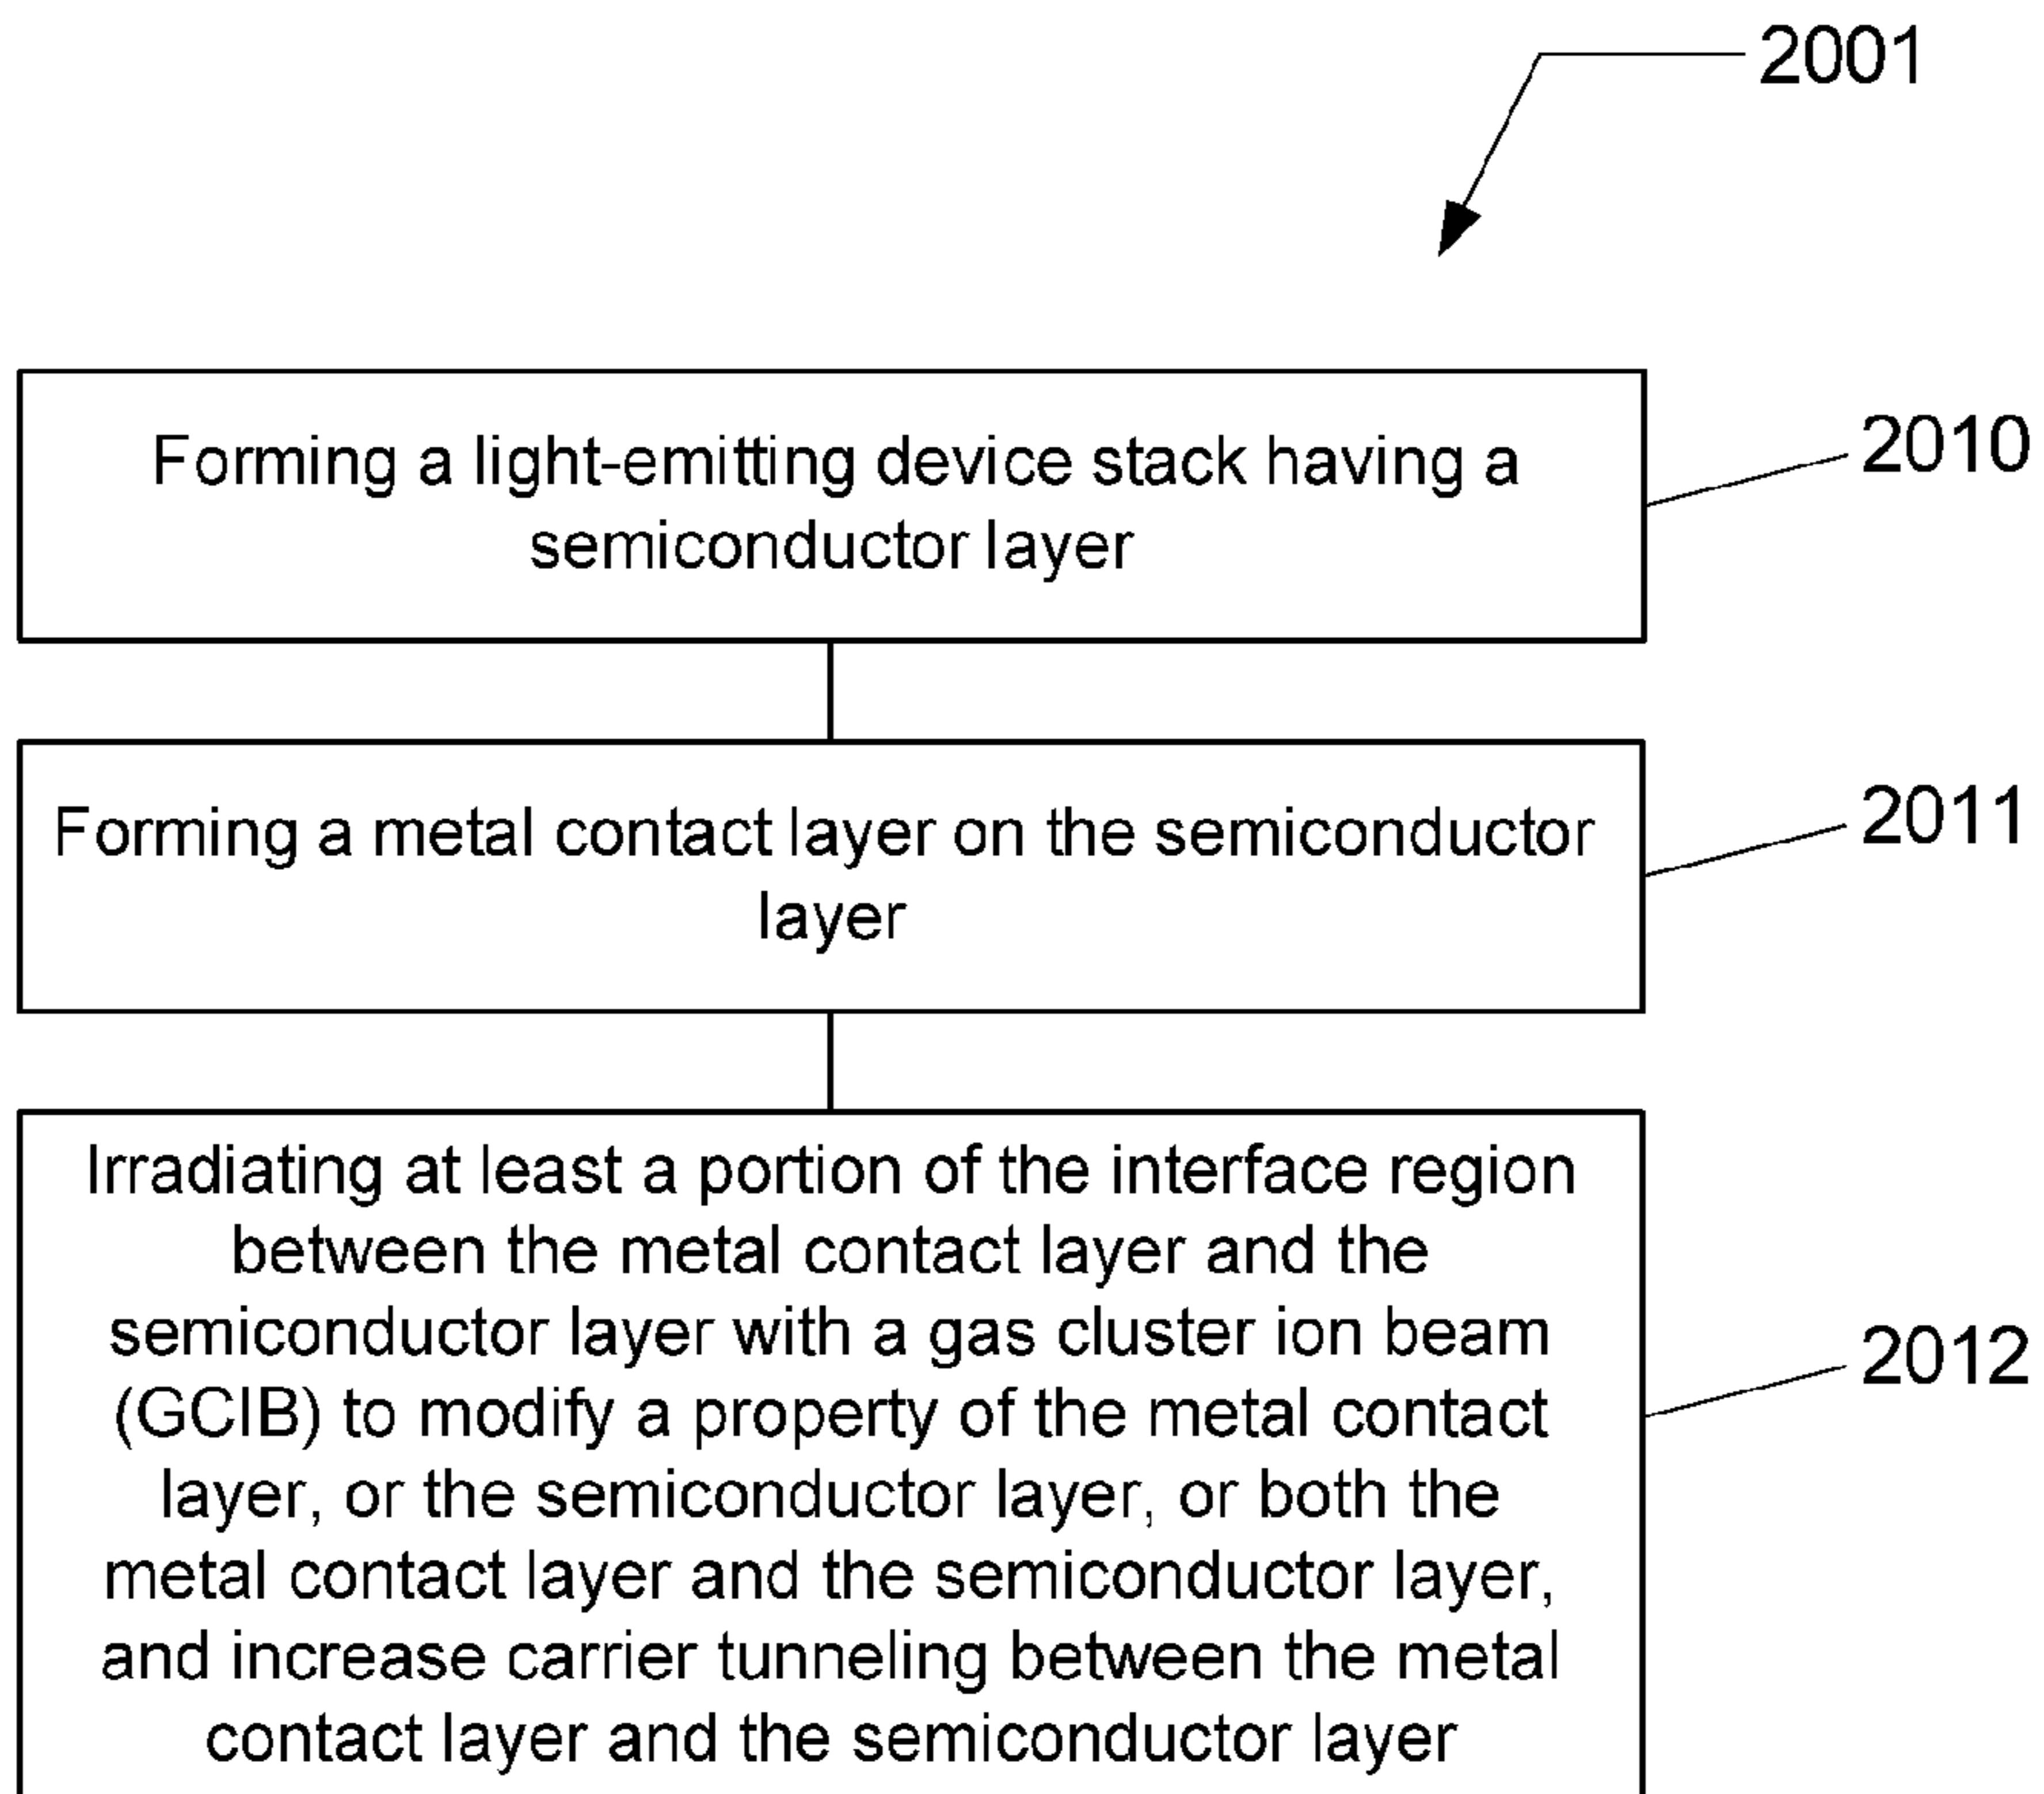 2001
Forming a light-emitting device stack having a
semiconductor layer
2010
Forming a metal contact layer on the semiconductor
layer
2011
Irradiating at least a portion of the interface region
between the metal contact layer and the
semiconductor layer with a gas cluster ion beam
(GCIB) to modify a property of the metal contact
layer, or the semiconductor layer, or both the
metal contact layer and the semiconductor layer,
and increase carrier tunneling between the metal
contact layer and the semiconductor layer
2012